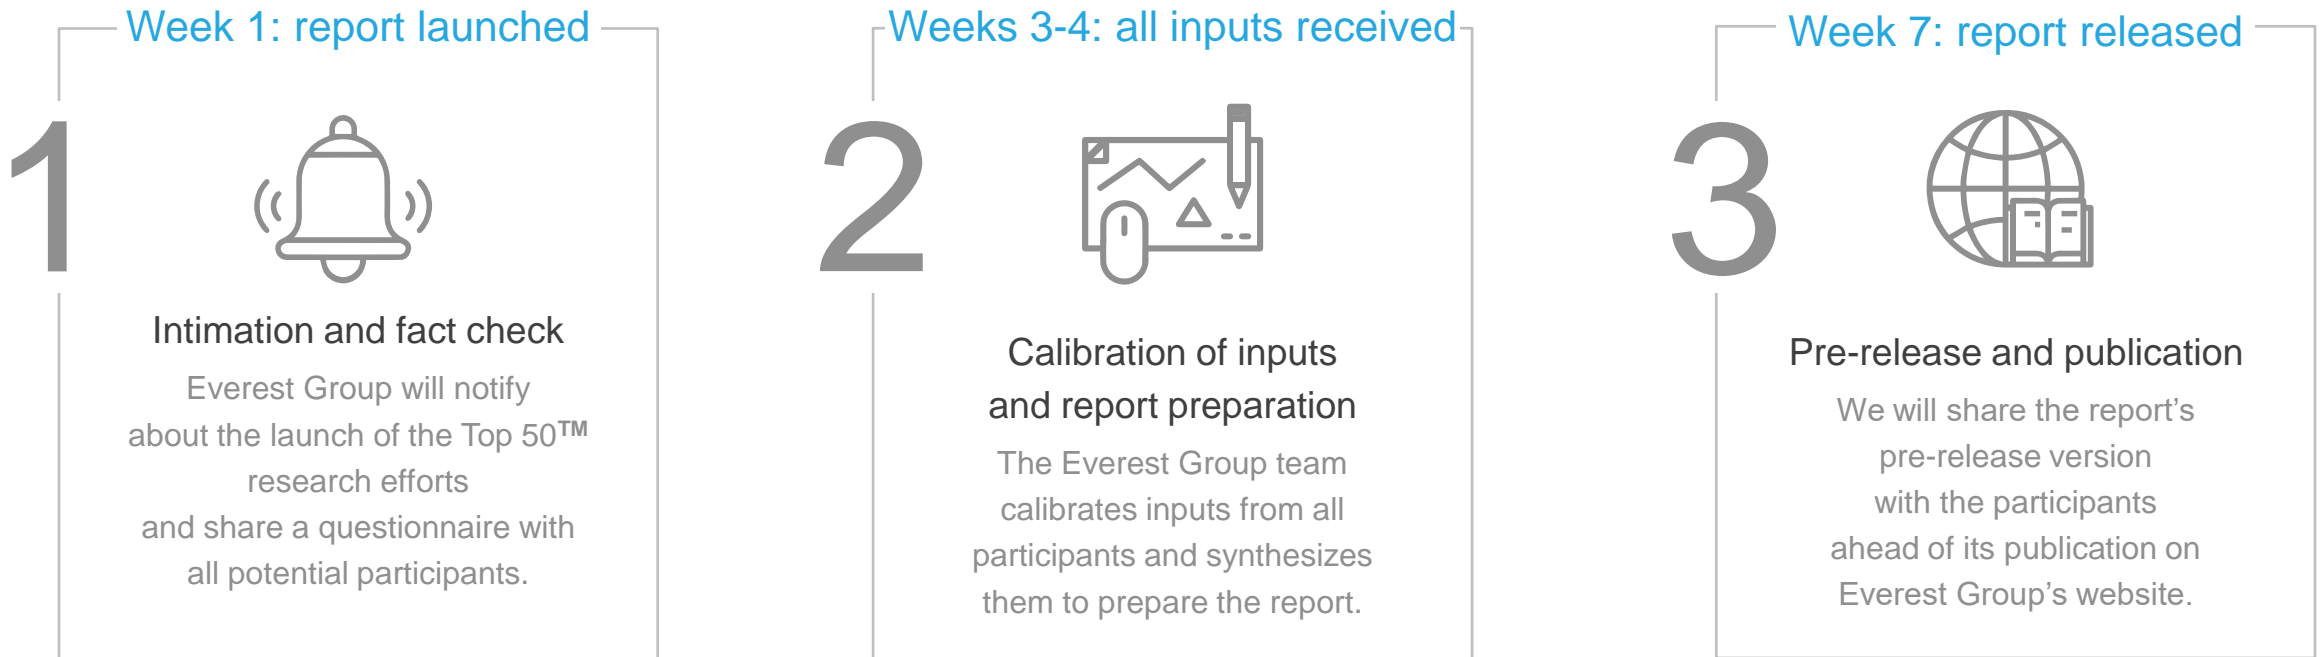 Week 1: report launched
1
Intimation and fact check
Everest Group will notify
about the launch of the Top 50™
research efforts
and share a questionnaire with
all potential participants.
Weeks 3-4: all inputs received
2
Calibration of inputs
and report preparation
The Everest Group team
calibrates inputs from all
participants and synthesizes
them to prepare the report.
Week 7: report released
3
Pre-release and publication
We will share the report’s
pre-release version
with the participants
ahead of its publication on
Everest Group’s website.